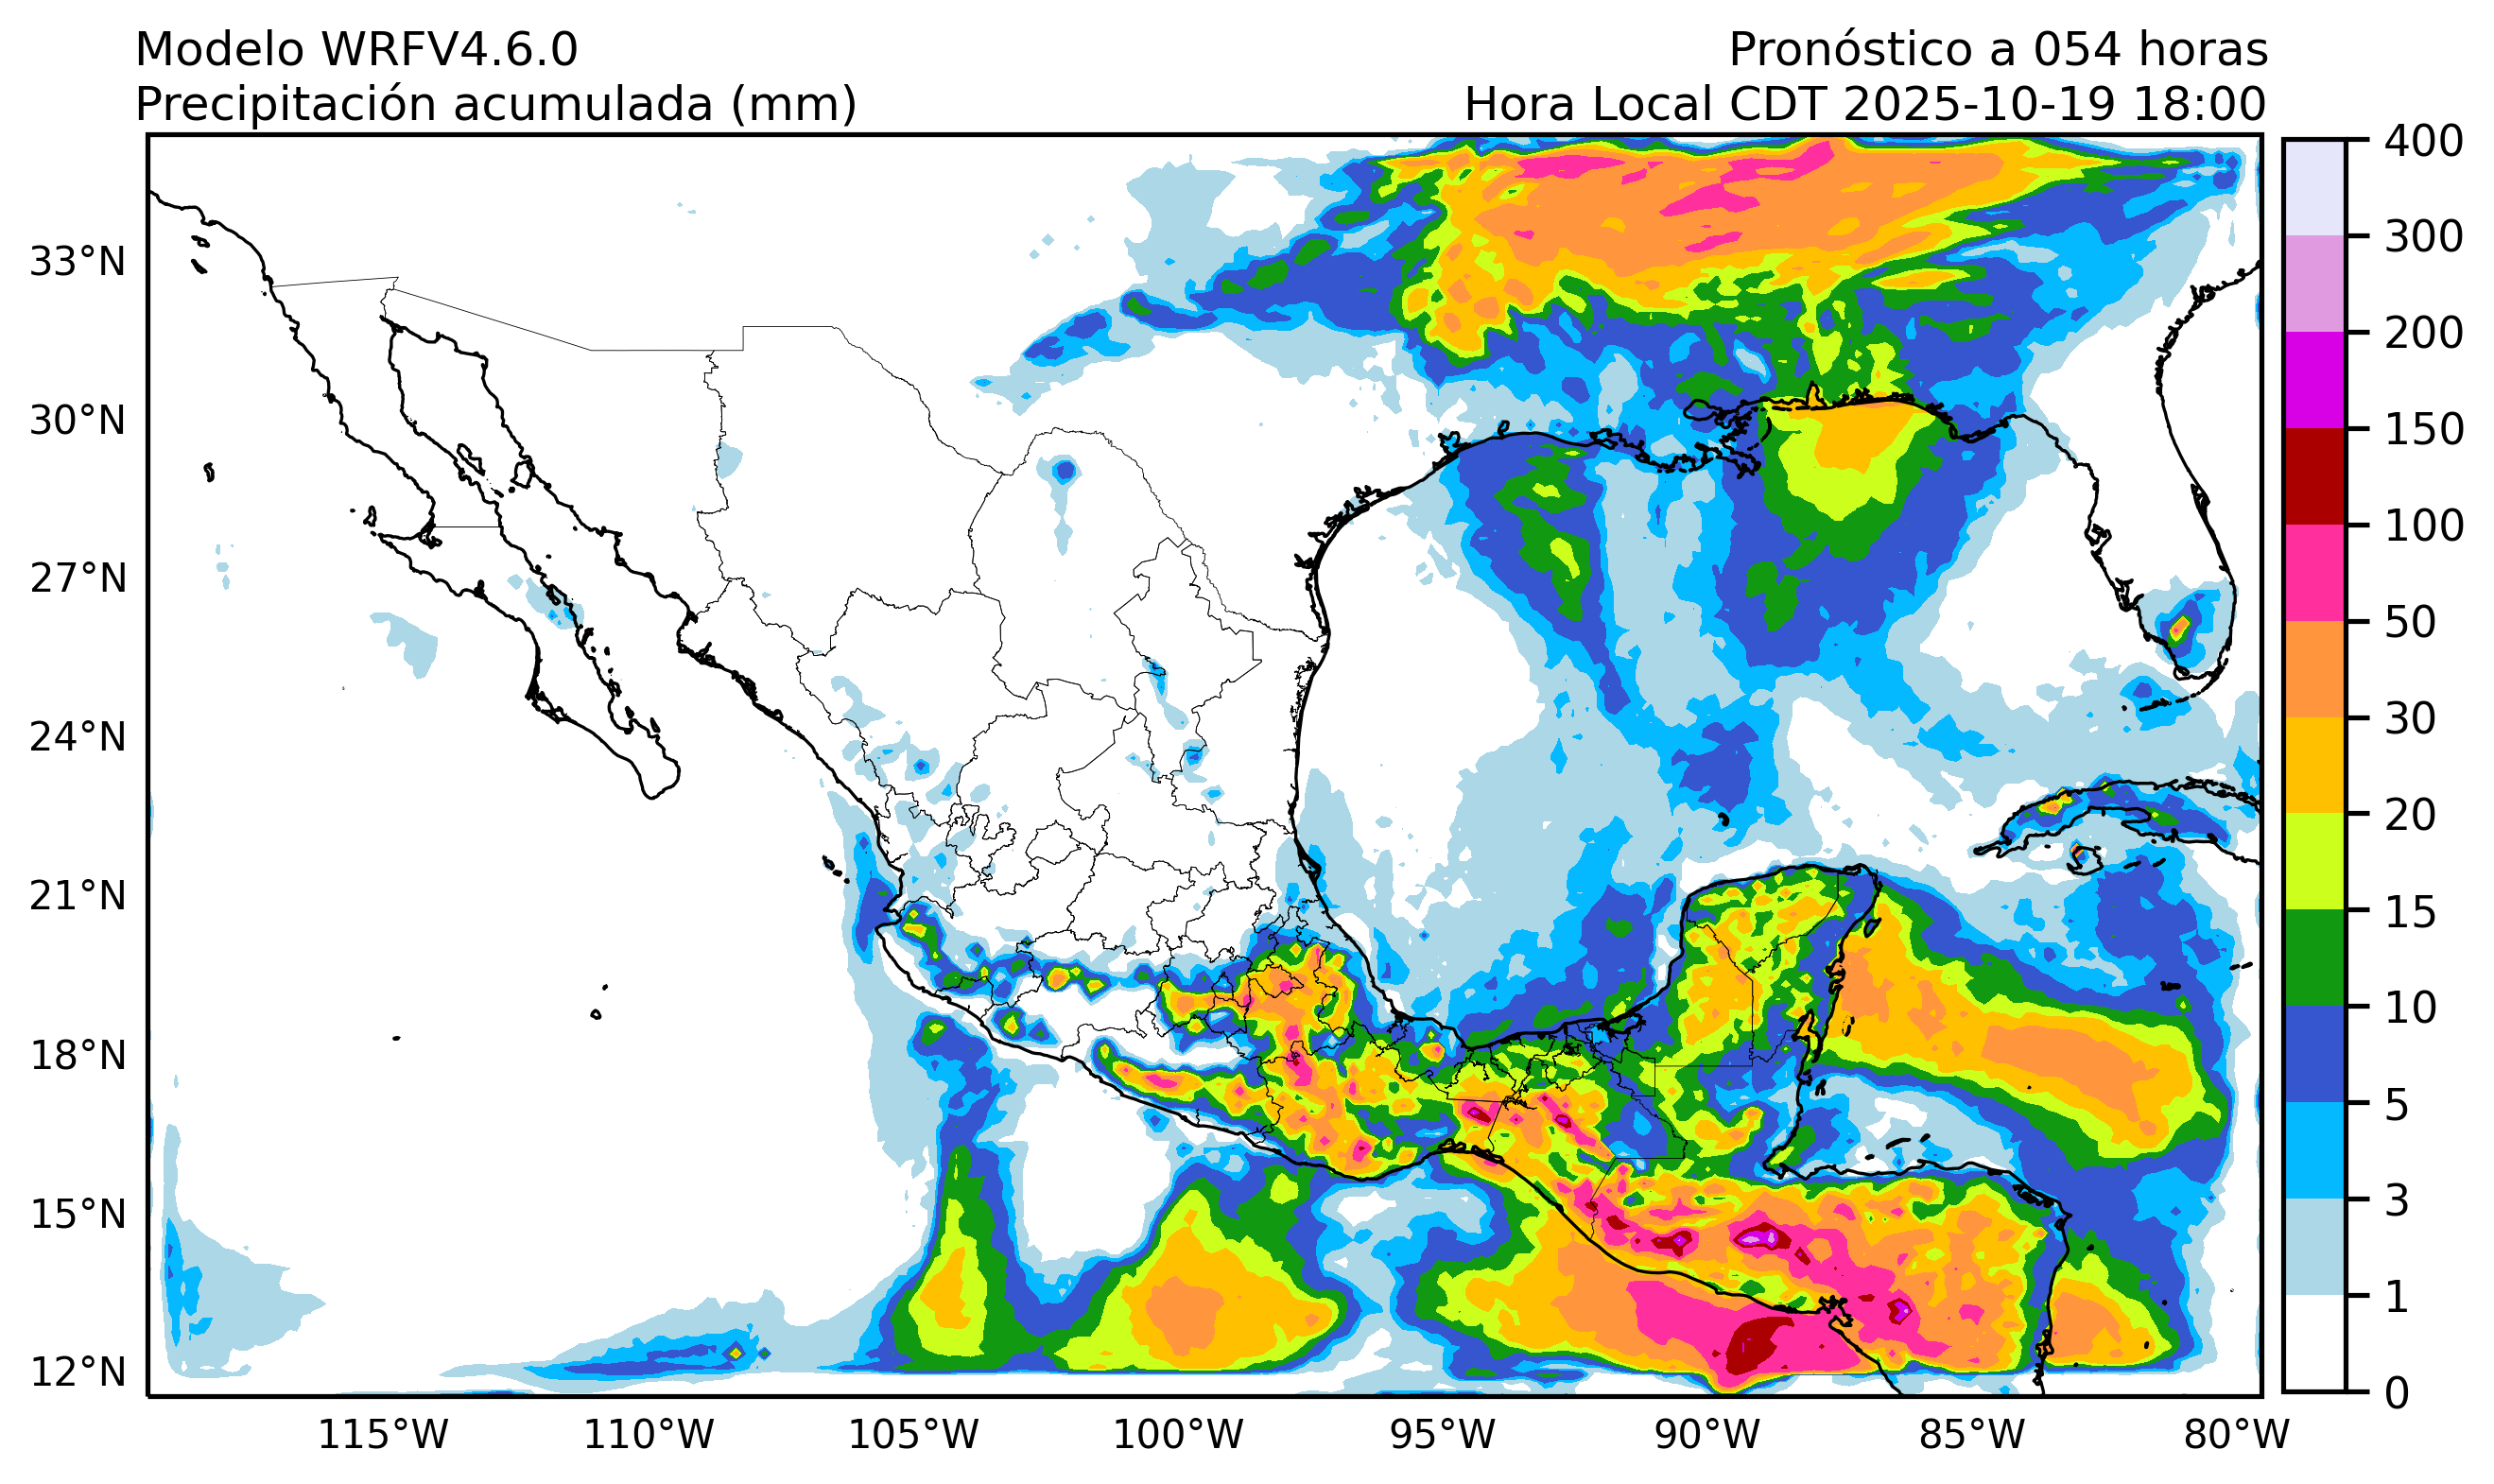 Modelo WRFV4.6.0
Precipitación acumulada (mm)
Pronóstico a 054 horas
Hora Local CDT 2025-10-19 18:00
33°N
30°N
27°N
24°N
21°N
18°N
15°N
12°N
115°W
110°W
105°W
100°W
95°W
90°W
85°W
80°W
400
300
200
150
100
50
30
20
15
10
5
3
1
0